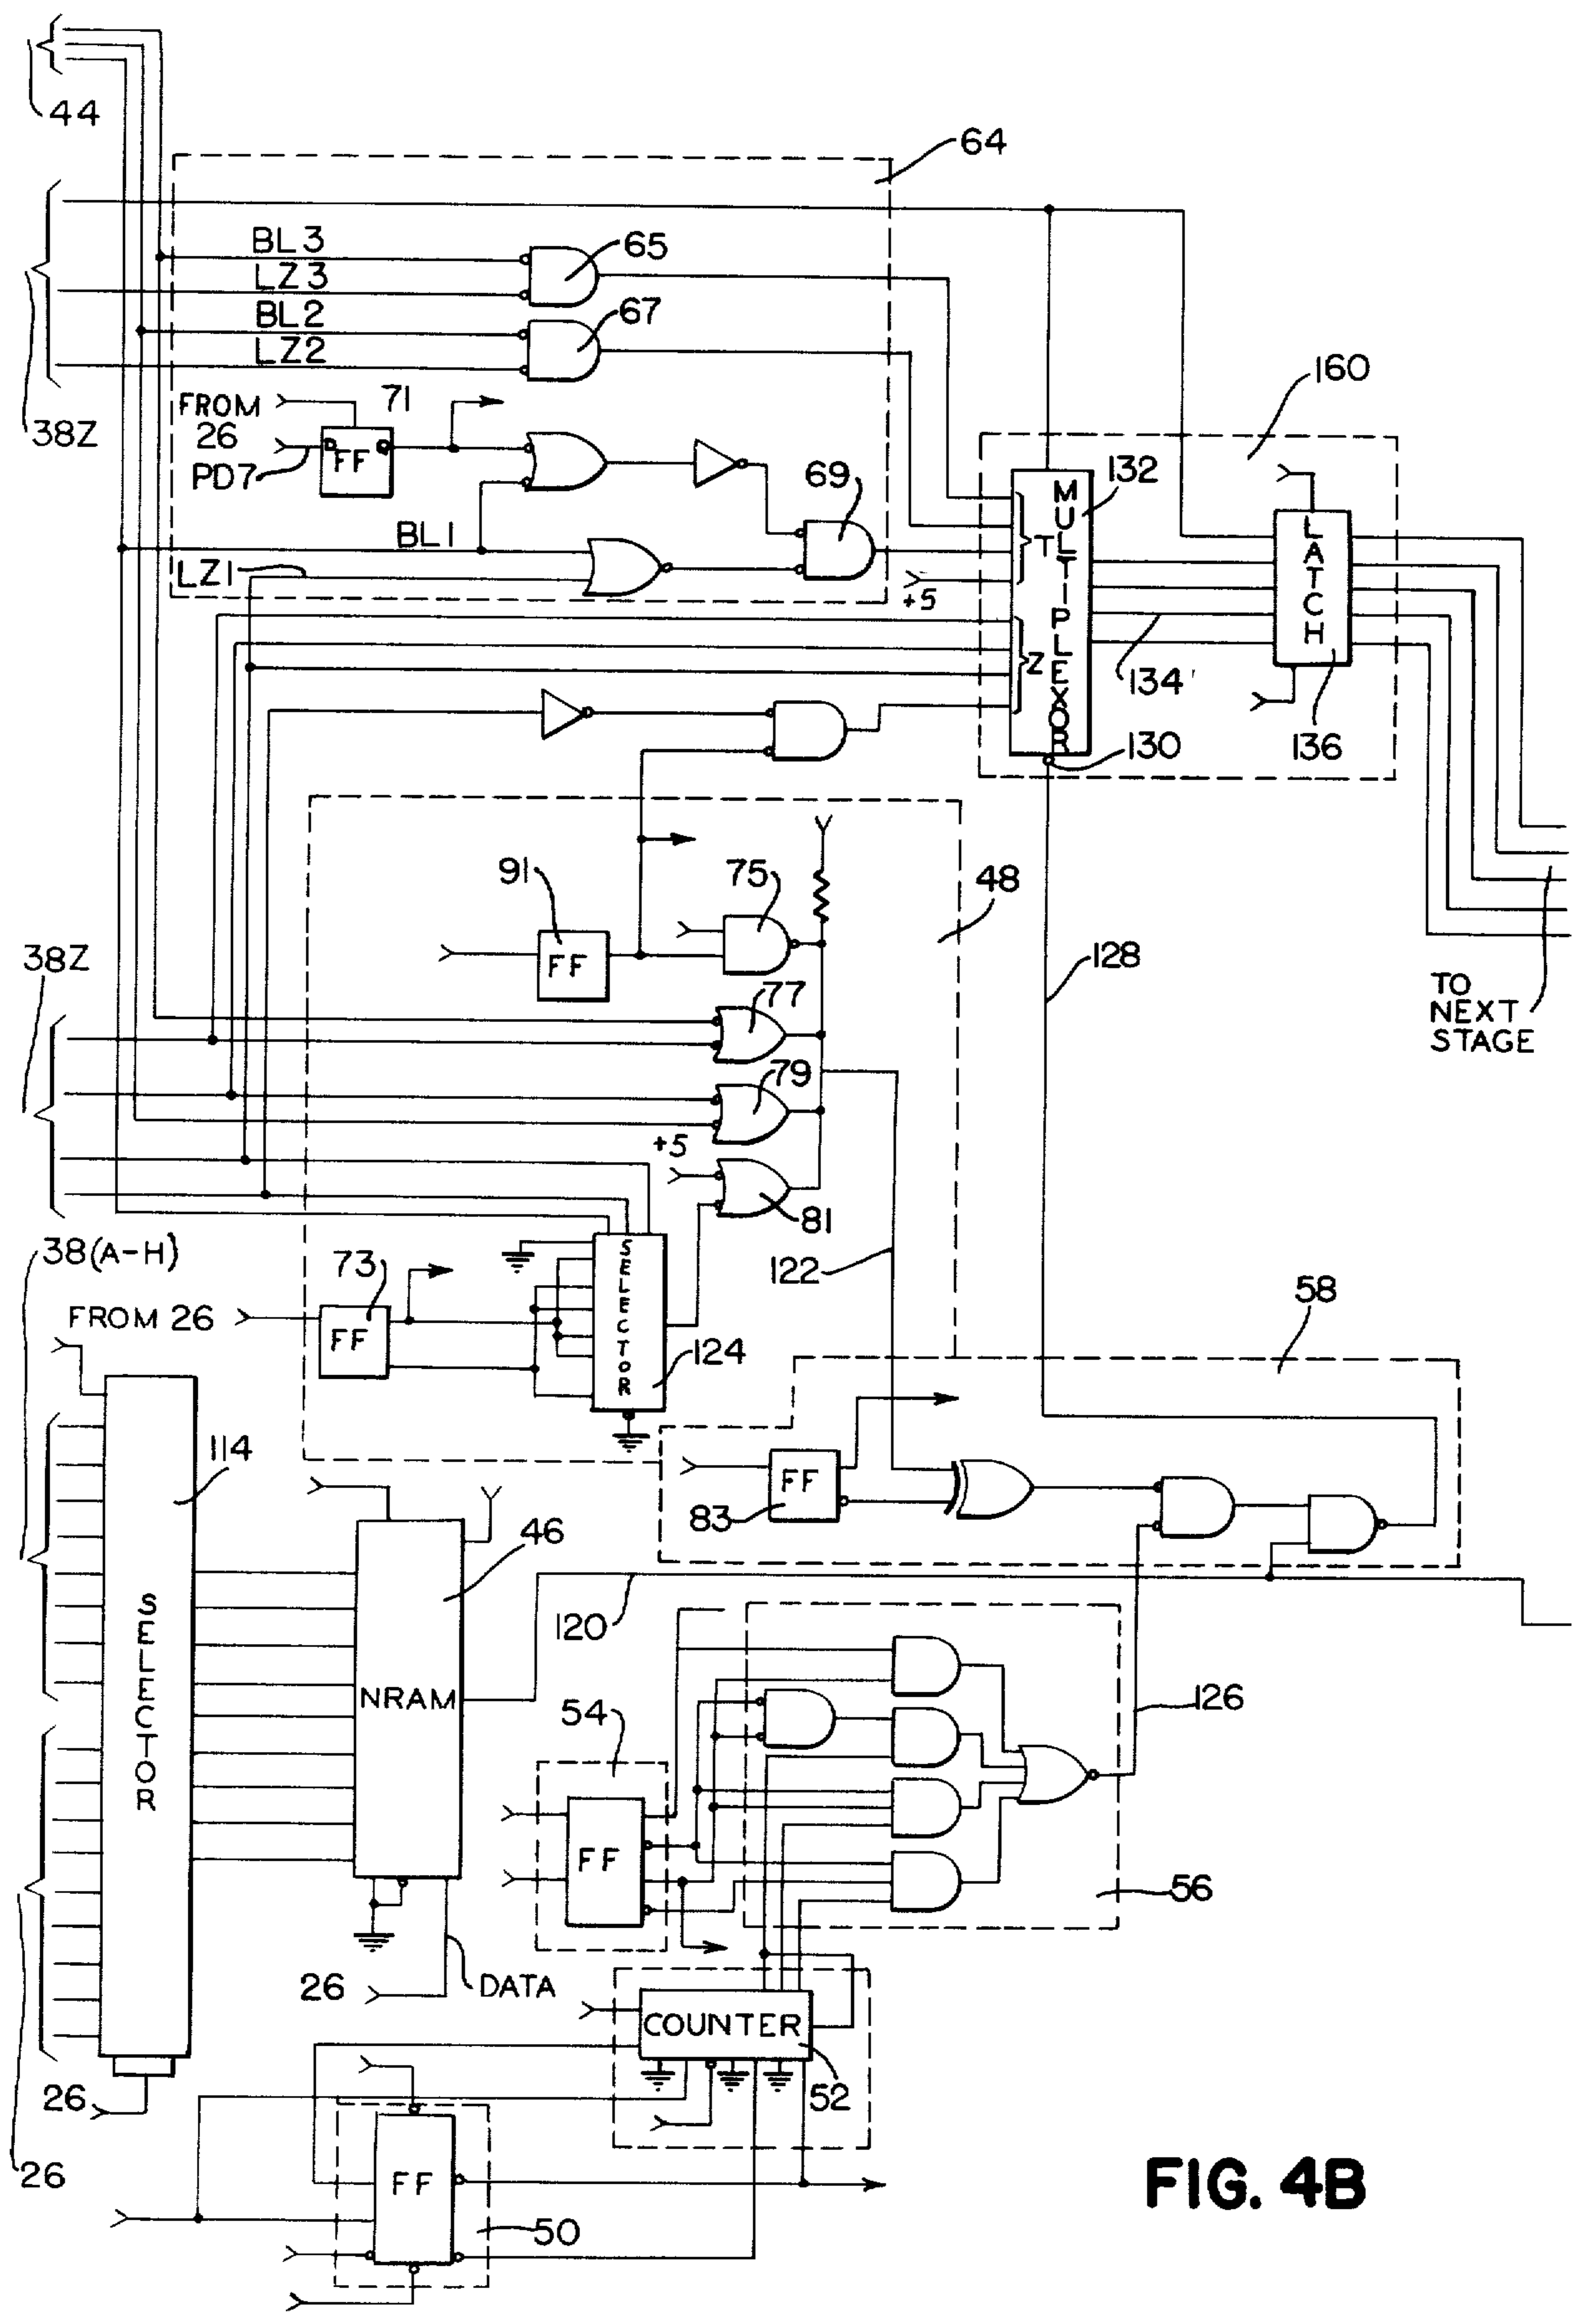 44
64
BL3
65
LZ3
BL2
67
LZ2
38Z
FROM
26
71
PD7
FF
69
BL1
LZ1
+5
T
Z
MULTIPLEXOR
132
160
LATCH
134'
130
136
91
FF
75
48
128
TO
NEXT
STAGE
38Z
77
79
+5
81
38(A-H)
73
FROM 26
FF
SELECTOR
124
122
58
114
FF
83
46
120
SELECTOR
NRAM
54
FF
126
56
26
DATA
COUNTER
52
26
26
FF
50
FIG. 4B